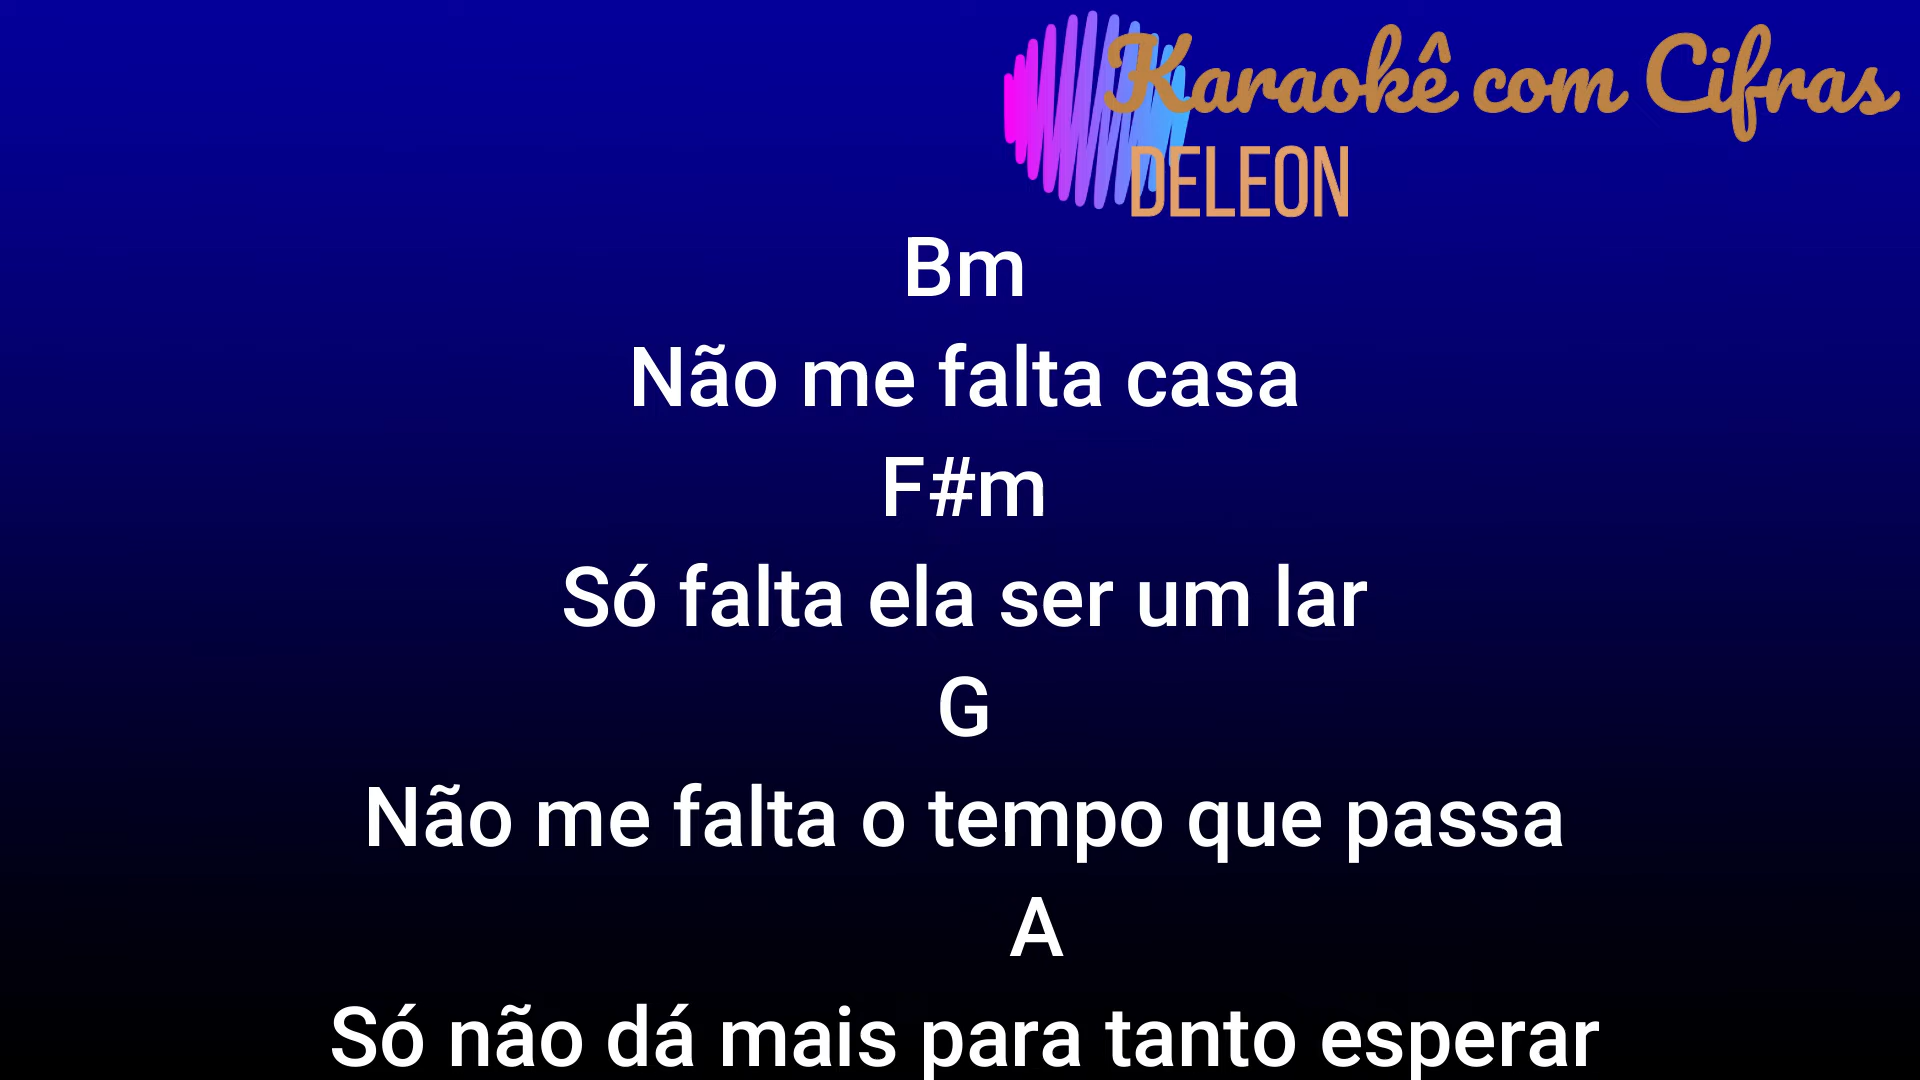 Karaokê com Cifras
DELEON
Bm
Não me falta casa
F#m
Só falta ela ser um lar
G
Não me falta o tempo que passa
A
Só não dá mais para tanto esperar